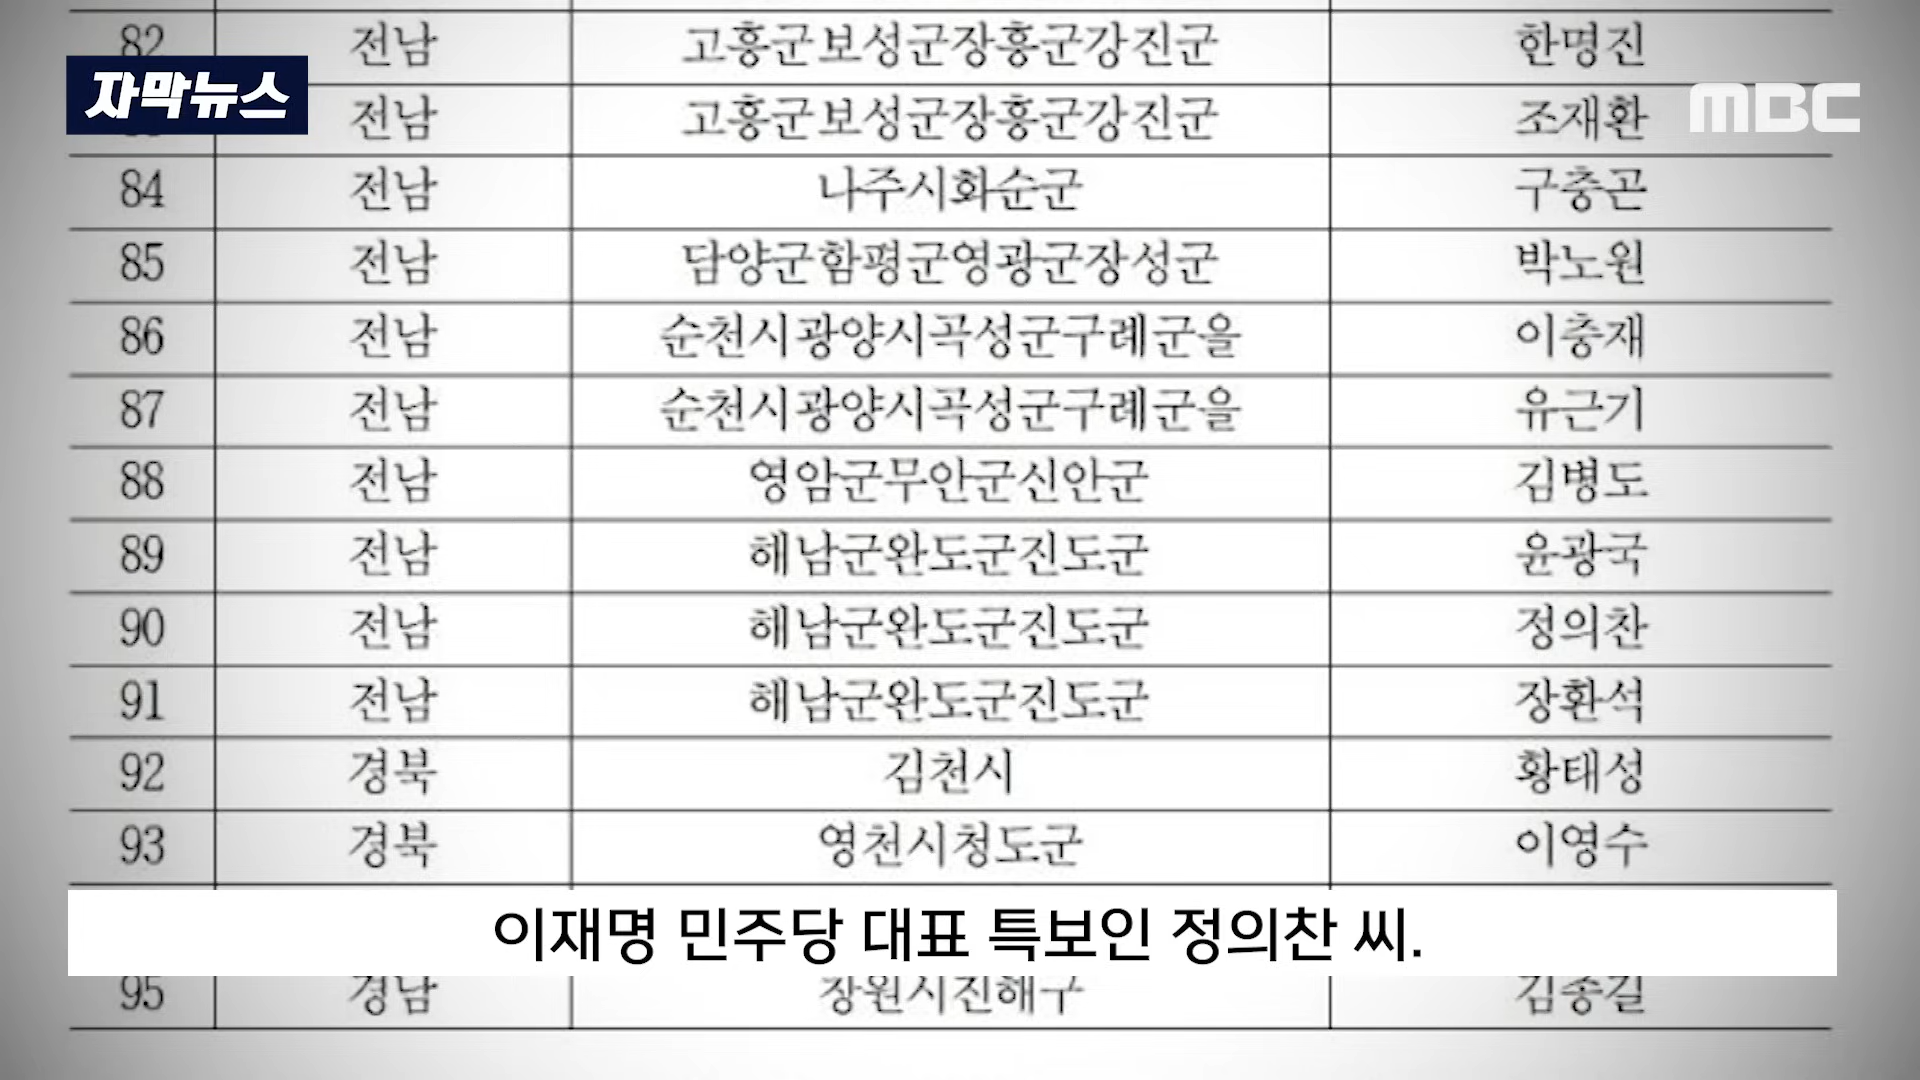 82 전남 고흥군보성군장흥군강진군 한명진
자막뉴스
MBC
전남 고흥군보성군장흥군강진군 조재환
84 전남 나주시화순군 구충곤
85 전남 담양군함평군영광군장성군 박노원
86 전남 순천시광양시곡성군구례군을 이충재
87 전남 순천시광양시곡성군구례군을 유근기
88 전남 영암군무안군신안군 김병도
89 전남 해남군완도군진도군 윤광국
90 전남 해남군완도군진도군 정의찬
91 전남 해남군완도군진도군 장환석
92 경북 김천시 황태성
93 경북 영천시청도군 이영수
이재명 민주당 대표 특보인 정의찬 씨.
95 경남 창원시진해구 김종길